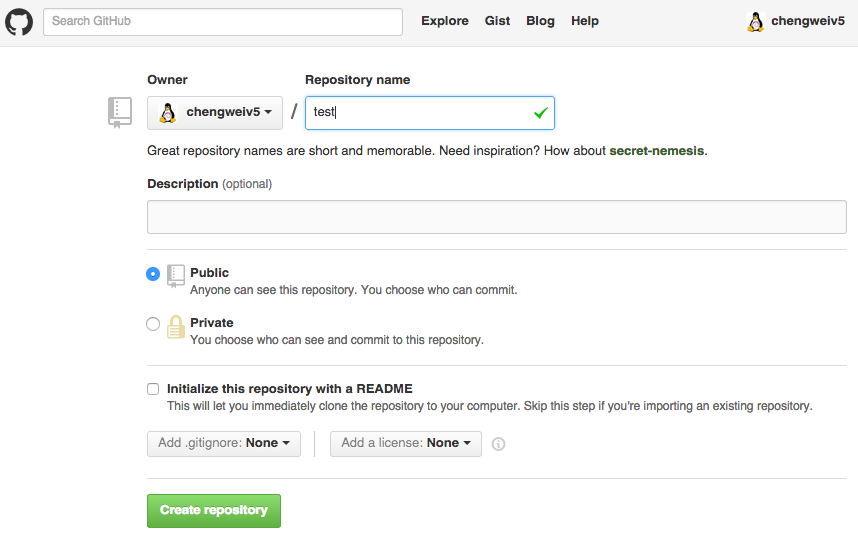 Search GitHub Explore Gist Blog Help chengweiv5
Owner Repository name
chengweiv5 / test
Great repository names are short and memorable. Need inspiration? How about secret-nemesis.
Description (optional)
Public
Anyone can see this repository. You choose who can commit.
Private
You choose who can see and commit to this repository.
Initialize this repository with a README
This will let you immediately clone the repository to your computer. Skip this step if you're importing an existing repository.
Add .gitignore: None Add a license: None
Create repository